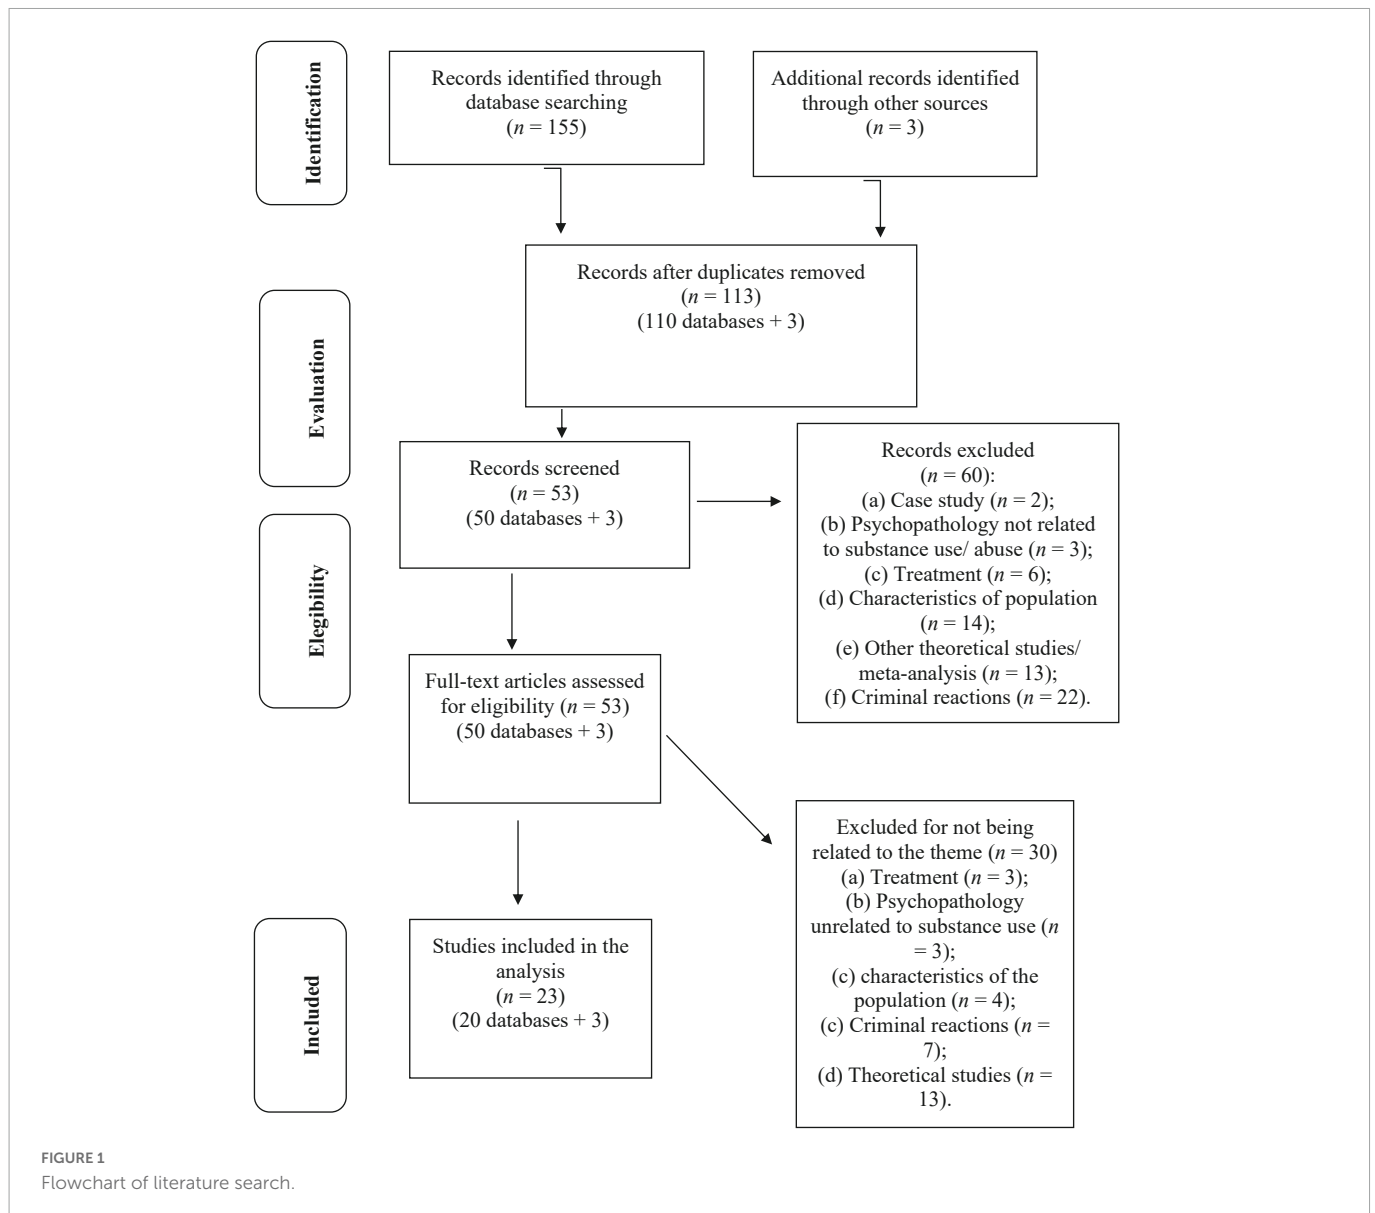 Identification
Records identified through
database searching
(n = 155)
Additional records identified
through other sources
(n = 3)
Records after duplicates removed
(n = 113)
(110 databases + 3)
Evaluation
Records screened
(n = 53)
(50 databases + 3)
Records excluded
(n = 60):
(a) Case study (n = 2);
(b) Psychopathology not related
to substance use/ abuse (n = 3);
(c) Treatment (n = 6);
(d) Characteristics of population
(n = 14);
(e) Other theoretical studies/
meta-analysis (n = 13);
(f) Criminal reactions (n = 22).
Elegibility
Full-text articles assessed
for eligibility (n = 53)
(50 databases + 3)
Excluded for not being
related to the theme (n = 30)
(a) Treatment (n = 3);
(b) Psychopathology
unrelated to substance use (n
= 3);
(c) characteristics of the
population (n = 4);
(c) Criminal reactions (n =
7);
(d) Theoretical studies (n =
13).
Included
Studies included in the
analysis
(n = 23)
(20 databases + 3)
FIGURE 1
Flowchart of literature search.